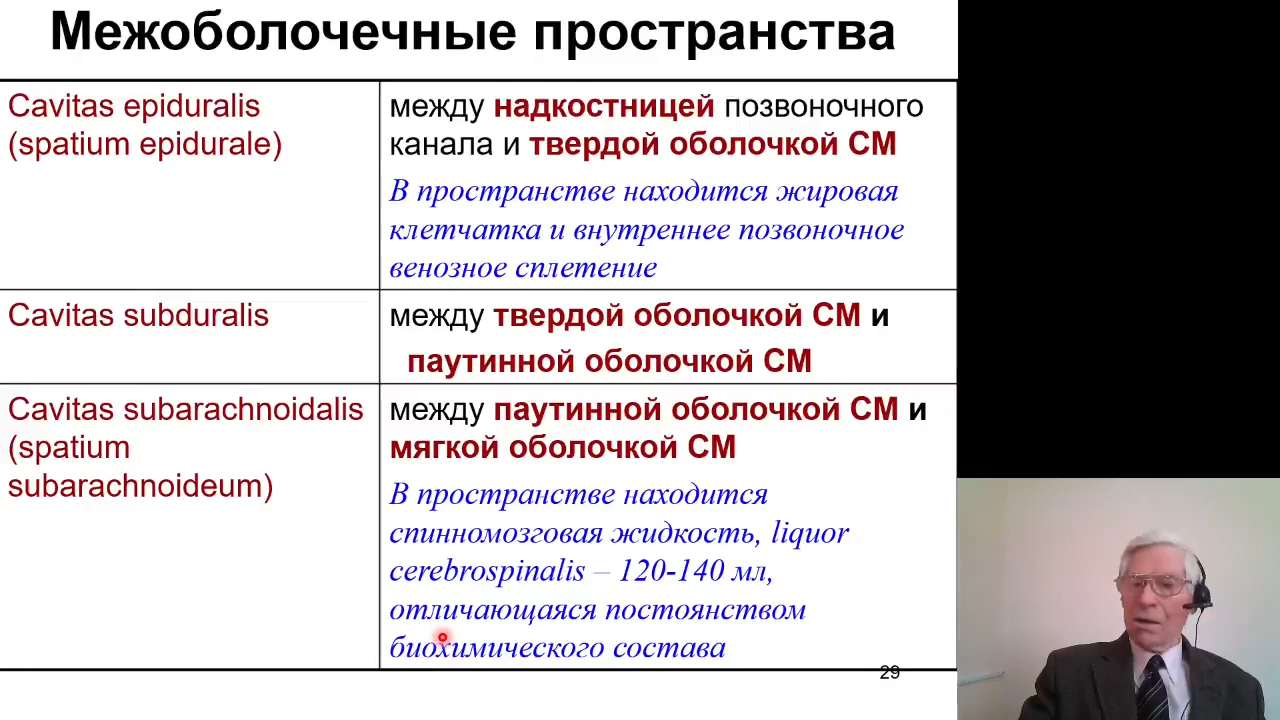 Межоболочечные пространства
Cavitas epiduralis
(spatium epidurale)
между надкостницей позвоночного
канала и твердой оболочкой СМ
В пространстве находится жировая
клетчатка и внутреннее позвоночное
венозное сплетение
Cavitas subduralis
между твердой оболочкой СМ и
паутинной оболочкой СМ
Cavitas subarachnoidalis
(spatium
subarachnoideum)
между паутинной оболочкой СМ и
мягкой оболочкой СМ
В пространстве находится
спинномозговая жидкость, liquor
cerebrospinalis – 120-140 мл,
отличающаяся постоянством
биохимического состава
29